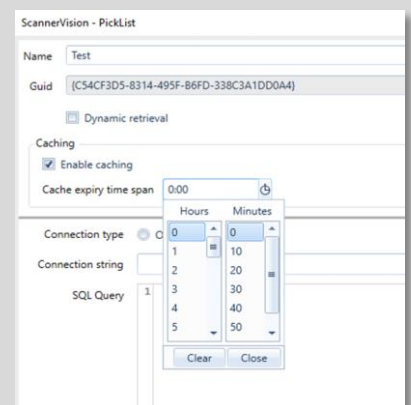 ScannerVision - PickList
Name Test
Guid {C54CF3D5-8314-495F-B6FD-338C3A1DD0A4}
Dynamic retrieval
Caching
Enable caching
Cache expiry time span 0:00
Hours Minutes
0 0
1 10
2 20
3 30
4 40
5 50
Clear Close
Connection type O
Connection string
SQL Query 1